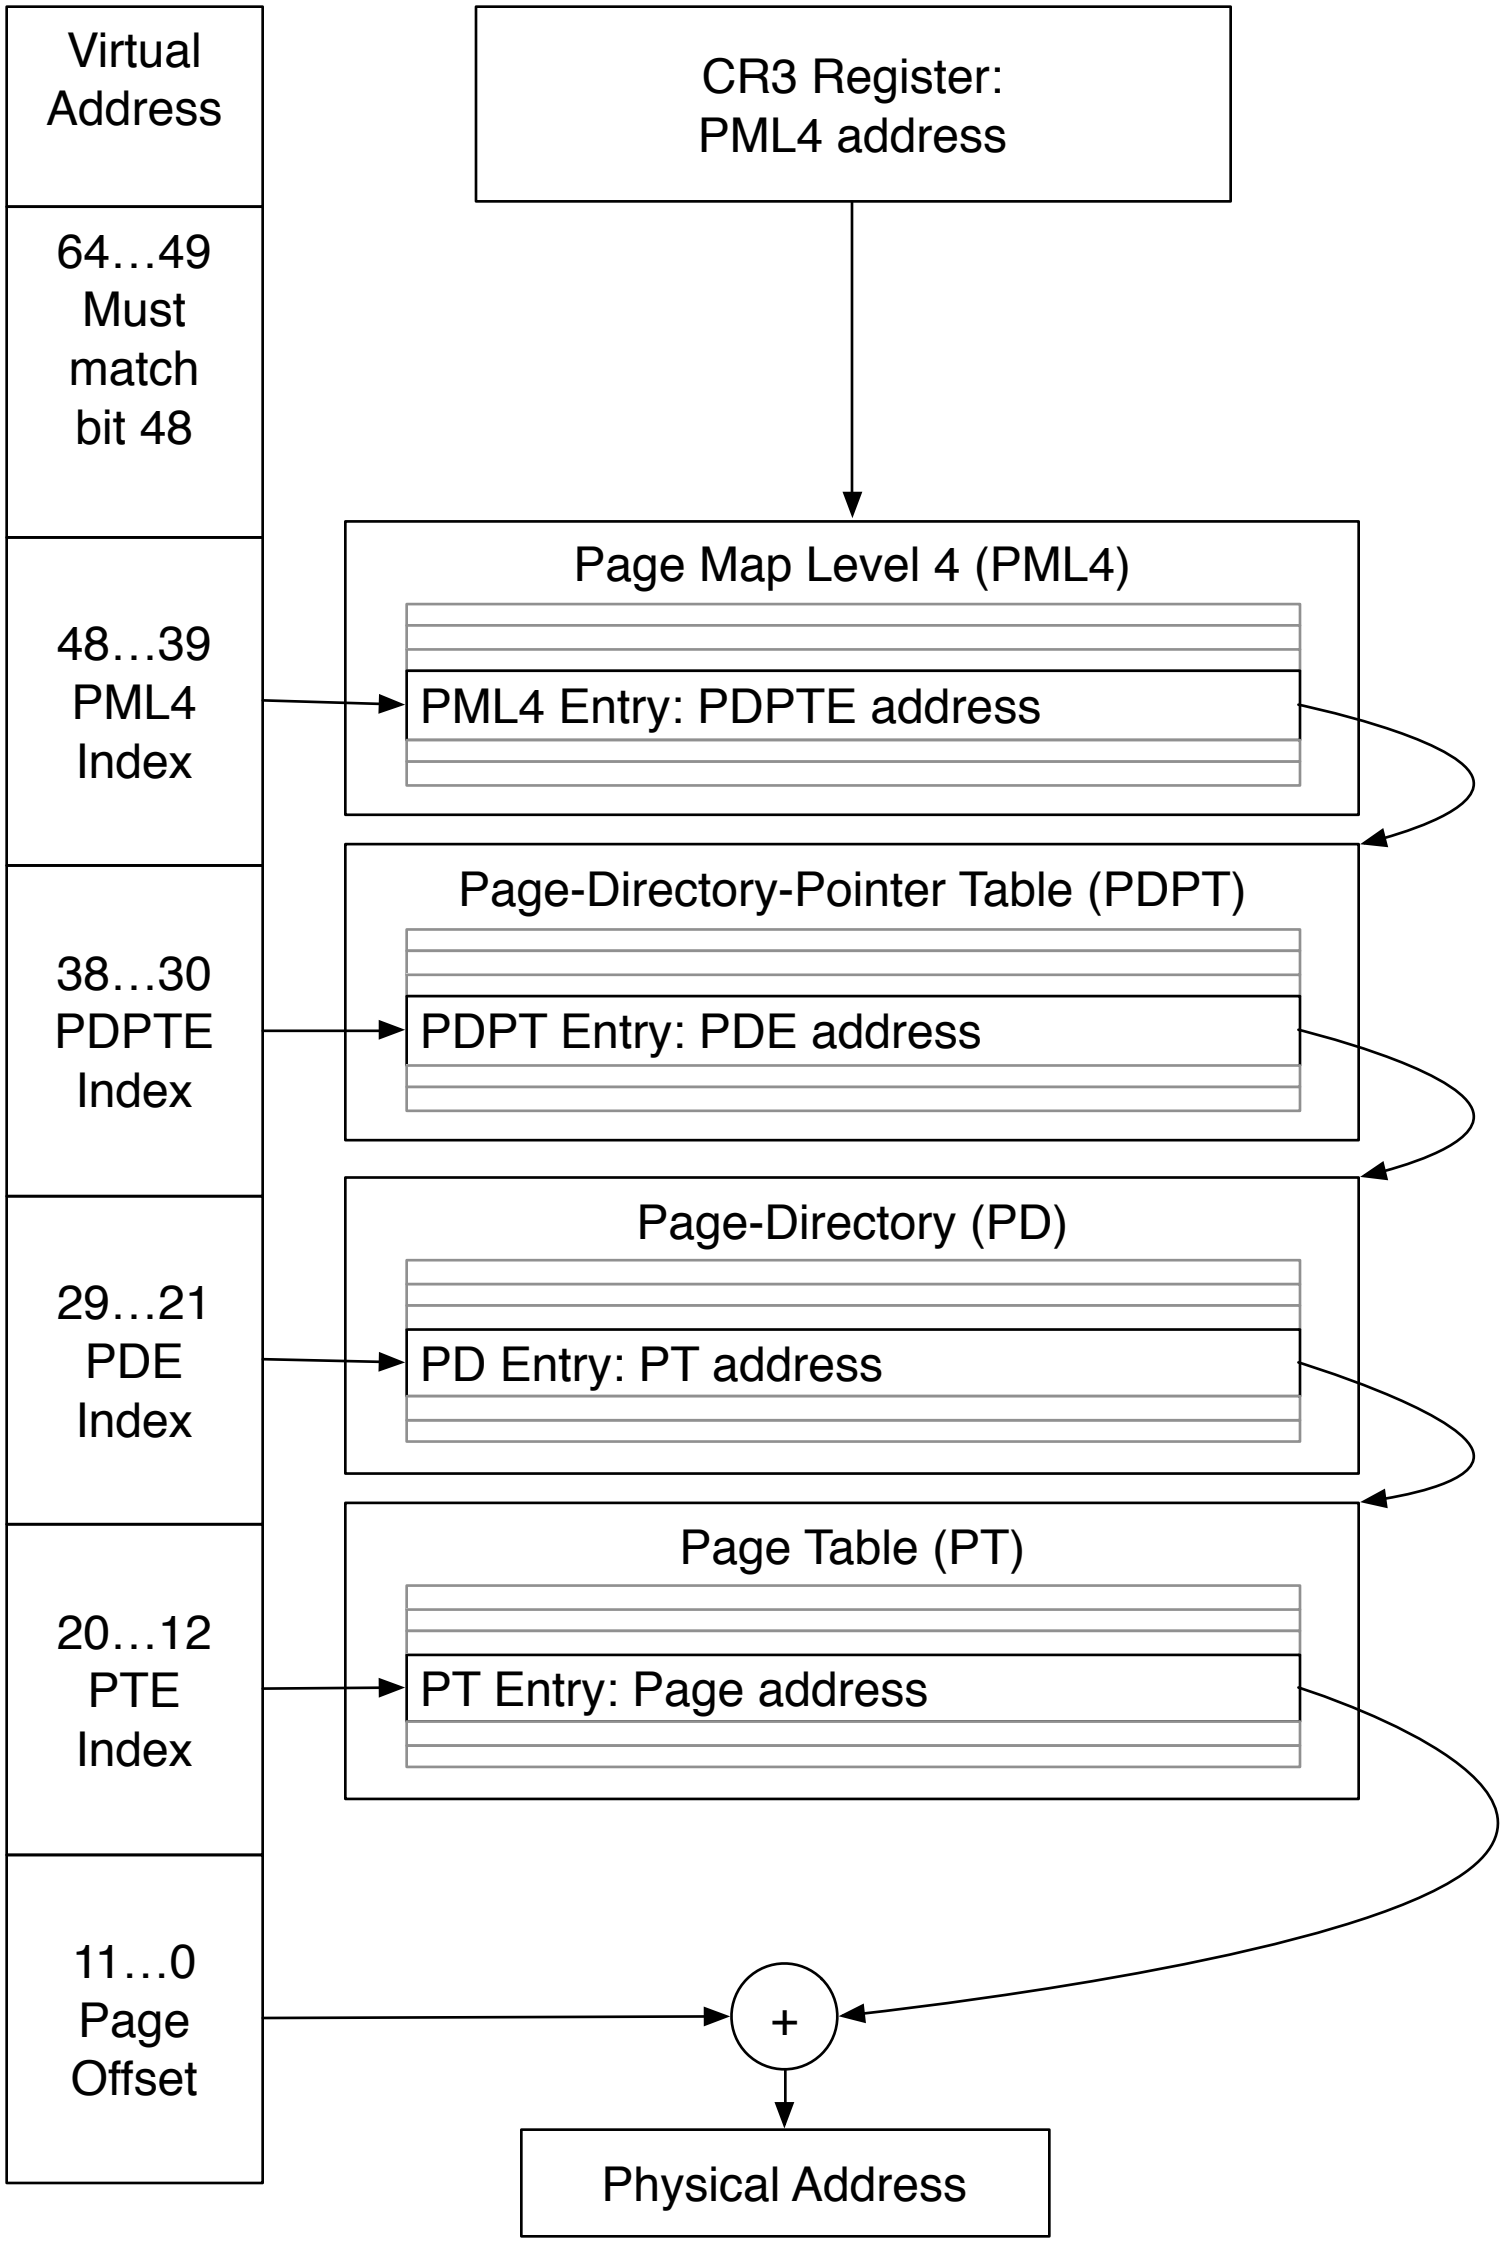 Virtual
Address
CR3 Register:
PML4 address
64…49
Must
match
bit 48
Page Map Level 4 (PML4)
48…39
PML4
Index
PML4 Entry: PDPTE address
Page-Directory-Pointer Table (PDPT)
38…30
PDPTE
Index
PDPT Entry: PDE address
Page-Directory (PD)
29…21
PDE
Index
PD Entry: PT address
Page Table (PT)
20…12
PTE
Index
PT Entry: Page address
11…0
Page
Offset
+
Physical Address